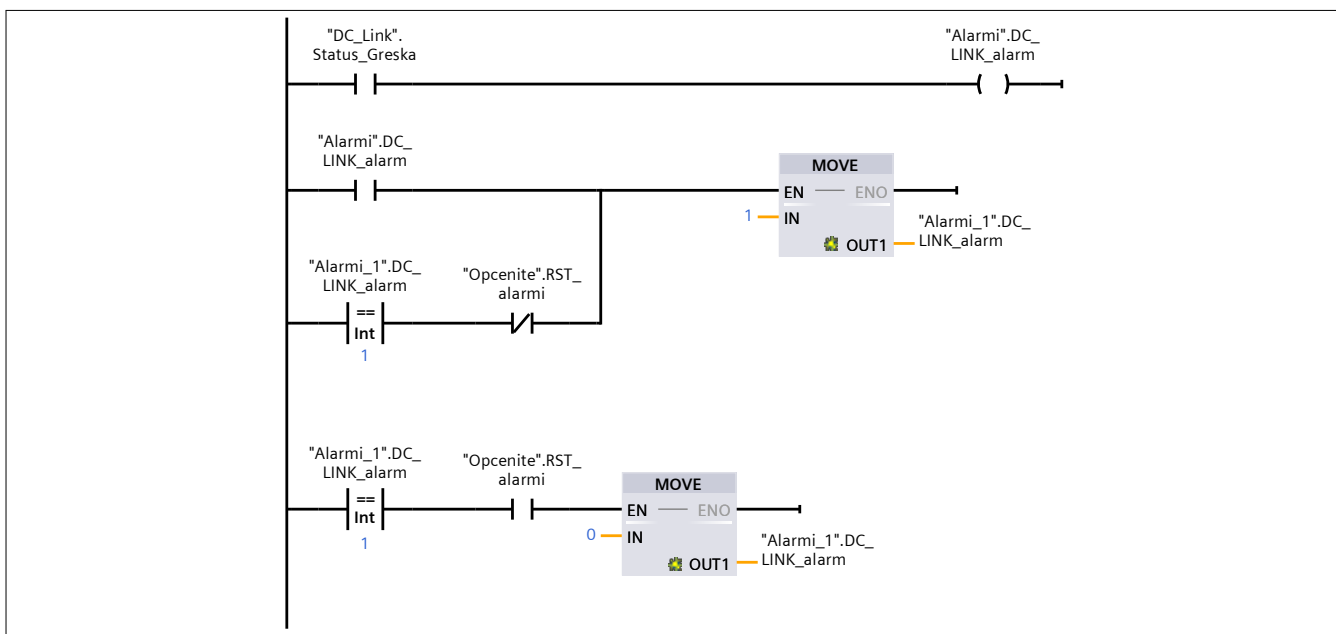 "DC_Link".
Status_Greska
"Alarmi".DC_
LINK_alarm
"Alarmi".DC_
LINK_alarm
MOVE
EN
ENO
1
IN
OUT1
"Alarmi_1".DC_
LINK_alarm
"Alarmi_1".DC_
LINK_alarm
==
Int
1
"Opcenite".RST_
alarmi
"Alarmi_1".DC_
LINK_alarm
==
Int
1
"Opcenite".RST_
alarmi
MOVE
EN
ENO
0
IN
OUT1
"Alarmi_1".DC_
LINK_alarm